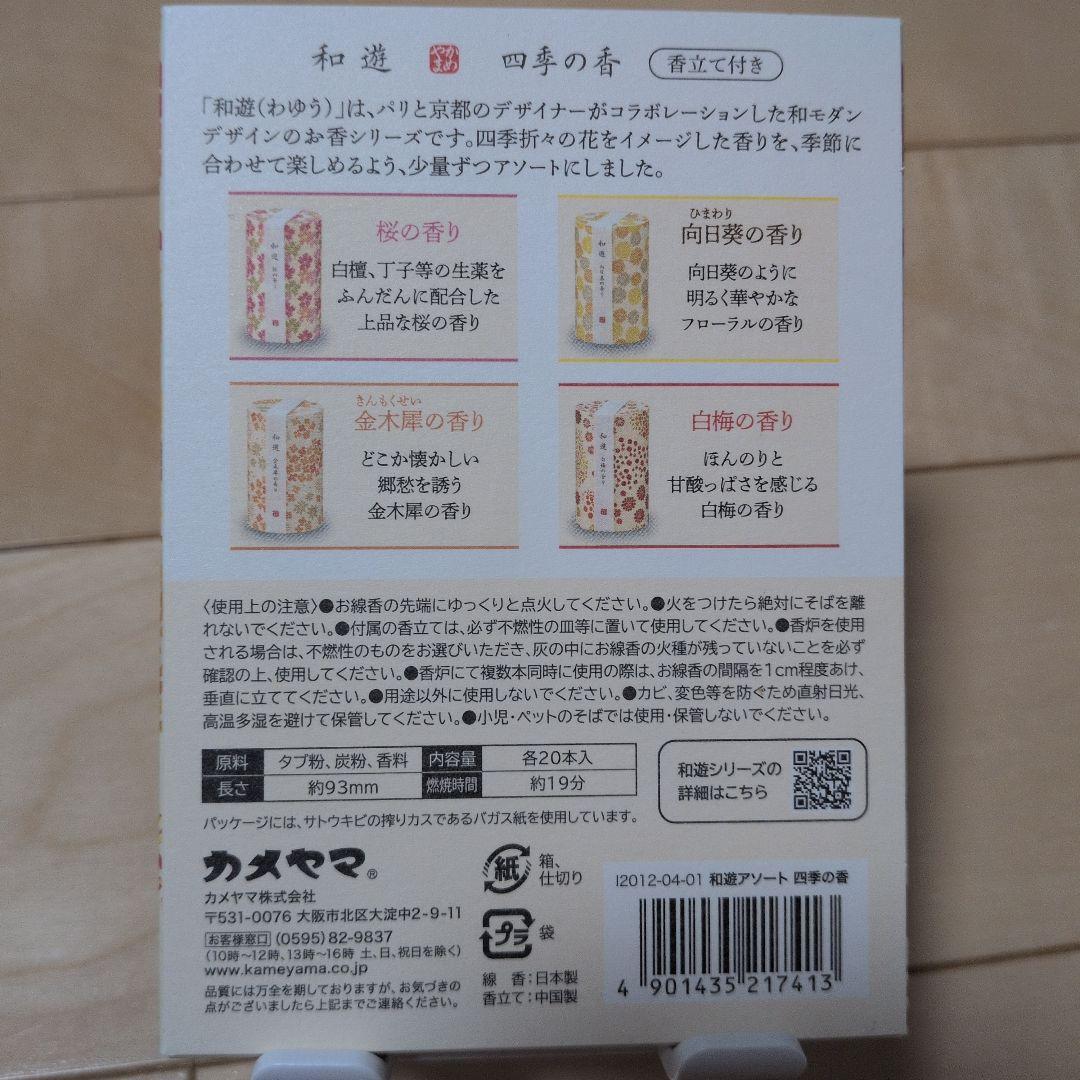 和遊 かめやま 四季の香 香立て付き
「和遊(わゆう)」は、パリと京都のデザイナーがコラボレーションした和モダン
デザインのお香シリーズです。四季折々の花をイメージした香りを、季節に
合わせて楽しめるよう、少量ずつアソートにしました。
和遊
桜の香り
白檀、丁子等の生薬を
ふんだんに配合した
上品な桜の香り
和遊
ひまわり
向日葵の香り
向日葵のように
明るく華やかな
フローラルの香り
和遊 金木犀の香り
きんもくせい
金木犀の香り
どこか懐かしい
郷愁を誘う
金木犀の香り
和遊 白梅の香り
白梅の香り
ほんのりと
甘酸っぱさを感じる
白梅の香り
〈使用上の注意〉●お線香の先端にゆっくりと点火してください。●火をつけたら絶対にそばを離
れないでください。●付属の香立ては、必ず不燃性の皿等に置いて使用してください。●香炉を使用
される場合は、不燃性のものをお選びいただき、灰の中にお線香の火種が残っていないことを必ず
確認の上、使用してください。●香炉にて複数本同時に使用の際は、お線香の間隔を1cm程度あけ、
垂直に立ててください。●用途以外に使用しないでください。●カビ、変色等を防ぐため直射日光、
高温多湿を避けて保管してください。●小児・ペットのそばでは使用・保管しないでください。
原料 タブ粉、炭粉、香料 内容量 各20本入
長さ 約93mm 燃焼時間 約19分
和遊シリーズの
詳細はこちら
パッケージには、サトウキビの搾りカスであるバガス紙を使用しています。
カメヤマ®
カメヤマ株式会社
〒531-0076 大阪市北区大淀中2-9-11
お客様窓口 (0595)82-9837
(10時〜12時、13時〜16時 土、日、祝日を除く)
www.kameyama.co.jp
品質には万全を期しておりますが、お気づきの
点がございましたら上記までご連絡ください。
紙 箱、
仕切り
プラ 袋
線 香:日本製
香立て:中国製
I2012-04-01 和遊アソート 四季の香
4 901435 217413